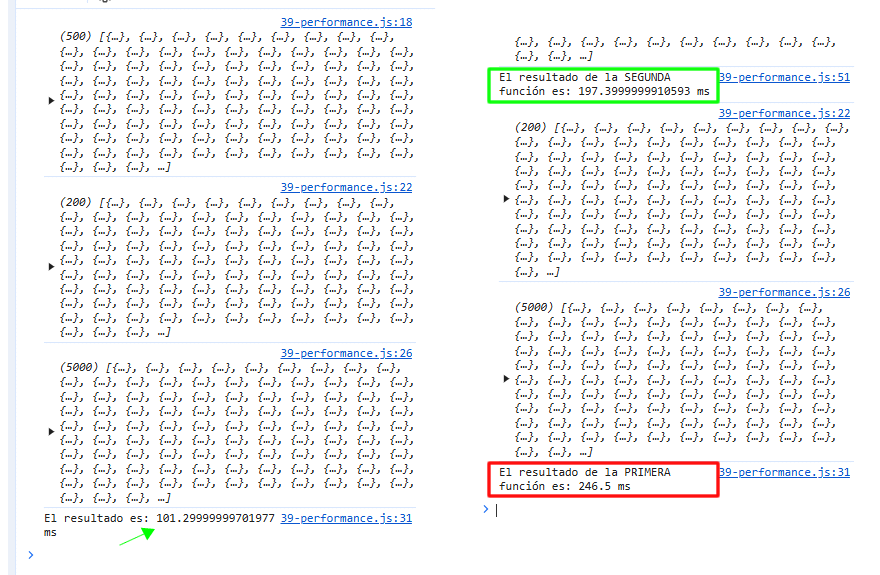 39-performance.js:18
(500) [{…}, {…}, {…}, {…}, {…}, {…}, {…}, {…},
{…}, {…}, {…}, {…}, {…}, {…}, {…}, {…}, {…}, {…}, {…},
{…}, {…}, {…}, {…}, {…}, {…}, {…}, {…}, {…}, {…}, {…},
{…}, {…}, {…}, {…}, {…}, {…}, {…}, {…}, {…}, {…}, {…},
{…}, {…}, {…}, {…}, {…}, {…}, {…}, {…}, {…}, {…}, {…},
{…}, {…}, {…}, {…}, {…}, {…}, {…}, {…}, {…}, {…}, {…},
{…}, {…}, {…}, {…}, {…}, {…}, {…}, {…}, {…}, {…}, {…},
{…}, {…}, {…}, {…}, {…}, {…}, {…}, {…}, {…}, {…}, {…},
{…}, {…}, {…}, {…}, {…}, {…}, {…}, {…}, {…}, {…}, {…},
{…}, {…}, {…}, …]
39-performance.js:22
(200) [{…}, {…}, {…}, {…}, {…}, {…}, {…}, {…},
{…}, {…}, {…}, {…}, {…}, {…}, {…}, {…}, {…}, {…}, {…},
{…}, {…}, {…}, {…}, {…}, {…}, {…}, {…}, {…}, {…}, {…},
{…}, {…}, {…}, {…}, {…}, {…}, {…}, {…}, {…}, {…}, {…},
{…}, {…}, {…}, {…}, {…}, {…}, {…}, {…}, {…}, {…}, {…},
{…}, {…}, {…}, {…}, {…}, {…}, {…}, {…}, {…}, {…}, {…},
{…}, {…}, {…}, {…}, {…}, {…}, {…}, {…}, {…}, {…}, {…},
{…}, {…}, {…}, {…}, {…}, {…}, {…}, {…}, {…}, {…}, {…},
{…}, {…}, {…}, {…}, {…}, {…}, {…}, {…}, {…}, {…}, {…},
{…}, {…}, {…}, …]
39-performance.js:26
(5000) [{…}, {…}, {…}, {…}, {…}, {…}, {…}, {…}, {…},
{…}, {…}, {…}, {…}, {…}, {…}, {…}, {…}, {…}, {…}, {…},
{…}, {…}, {…}, {…}, {…}, {…}, {…}, {…}, {…}, {…}, {…},
{…}, {…}, {…}, {…}, {…}, {…}, {…}, {…}, {…}, {…}, {…},
{…}, {…}, {…}, {…}, {…}, {…}, {…}, {…}, {…}, {…}, {…},
{…}, {…}, {…}, {…}, {…}, {…}, {…}, {…}, {…}, {…}, {…},
{…}, {…}, {…}, {…}, {…}, {…}, {…}, {…}, {…}, {…}, {…},
{…}, {…}, {…}, {…}, {…}, {…}, {…}, {…}, {…}, {…}, {…},
{…}, {…}, {…}, {…}, {…}, {…}, {…}, {…}, {…}, {…}, {…},
{…}, {…}, {…}, …]
El resultado es: 101.29999999701977 39-performance.js:31
ms
{…}, {…}, {…}, {…}, {…}, {…}, {…}, {…}, {…}, {…},
{…}, {…}, …]
El resultado de la SEGUNDA 39-performance.js:51
función es: 197.3999999910593 ms
39-performance.js:22
(200) [{…}, {…}, {…}, {…}, {…}, {…}, {…}, {…}, {…},
{…}, {…}, {…}, {…}, {…}, {…}, {…}, {…}, {…}, {…},
{…}, {…}, {…}, {…}, {…}, {…}, {…}, {…}, {…}, {…},
{…}, {…}, {…}, {…}, {…}, {…}, {…}, {…}, {…}, {…},
{…}, {…}, {…}, {…}, {…}, {…}, {…}, {…}, {…}, {…},
{…}, {…}, {…}, {…}, {…}, {…}, {…}, {…}, {…}, {…},
{…}, {…}, {…}, {…}, {…}, {…}, {…}, {…}, {…}, {…},
{…}, {…}, {…}, {…}, {…}, {…}, {…}, {…}, {…}, {…},
{…}, {…}, {…}, {…}, {…}, {…}, {…}, {…}, {…}, {…},
{…}, {…}, {…}, {…}, {…}, {…}, {…}, {…}, {…}, {…},
{…}, …]
39-performance.js:26
(5000) [{…}, {…}, {…}, {…}, {…}, {…}, {…}, {…},
{…}, {…}, {…}, {…}, {…}, {…}, {…}, {…}, {…}, {…},
{…}, {…}, {…}, {…}, {…}, {…}, {…}, {…}, {…}, {…},
{…}, {…}, {…}, {…}, {…}, {…}, {…}, {…}, {…}, {…},
{…}, {…}, {…}, {…}, {…}, {…}, {…}, {…}, {…}, {…},
{…}, {…}, {…}, {…}, {…}, {…}, {…}, {…}, {…}, {…},
{…}, {…}, {…}, {…}, {…}, {…}, {…}, {…}, {…}, {…},
{…}, {…}, {…}, {…}, {…}, {…}, {…}, {…}, {…}, {…},
{…}, {…}, {…}, {…}, {…}, {…}, {…}, {…}, {…}, {…},
{…}, {…}, {…}, {…}, {…}, {…}, {…}, {…}, {…}, {…},
{…}, {…}, …]
El resultado de la PRIMERA 39-performance.js:31
función es: 246.5 ms